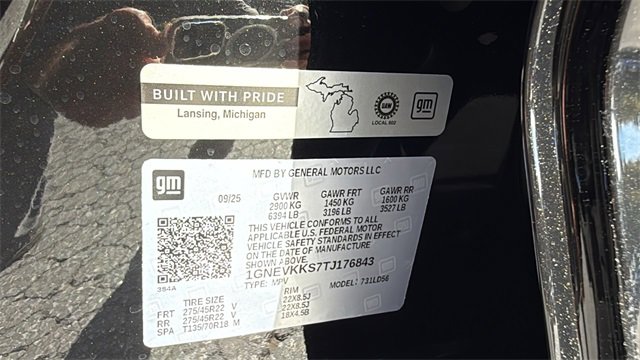 BUILT WITH PRIDE
Lansing, Michigan
UAW
LOCAL 602
gm
gm
MFD BY GENERAL MOTORS LLC
09/25 GVWR GAWR FRT GAWR RR
2900 KG 1450 KG 1600 KG
6394 LB 3196 LB 3527 LB
THIS VEHICLE CONFORMS TO ALL
APPLICABLE U.S. FEDERAL MOTOR
VEHICLE SAFETY STANDARDS IN EFFECT
ON THE DATE OF MANUFACTURE
SHOWN ABOVE.
1GNEVKKS7TJ176843
384A TYPE: MPV MODEL: 731LD56
TIRE SIZE RIM
FRT 275/45R22 V 22X8.5J
RR 275/45R22 V 22X8.5J
SPA T135/70R18 M 18X4.5B